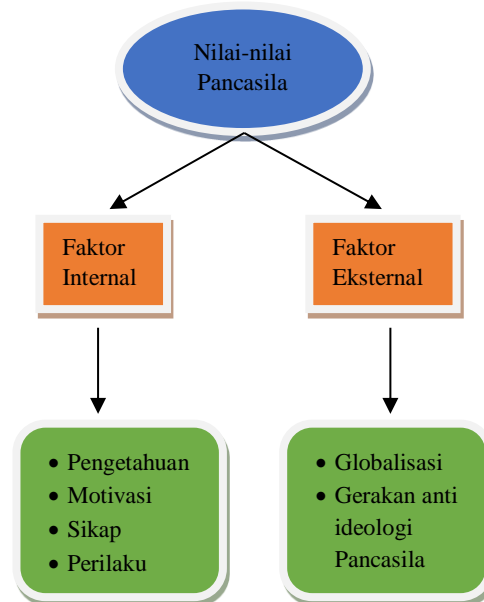 Nilai-nilai
Pancasila
Faktor
Internal
Faktor
Eksternal
• Pengetahuan
• Motivasi
• Sikap
• Perilaku
• Globalisasi
• Gerakan anti
ideologi
Pancasila